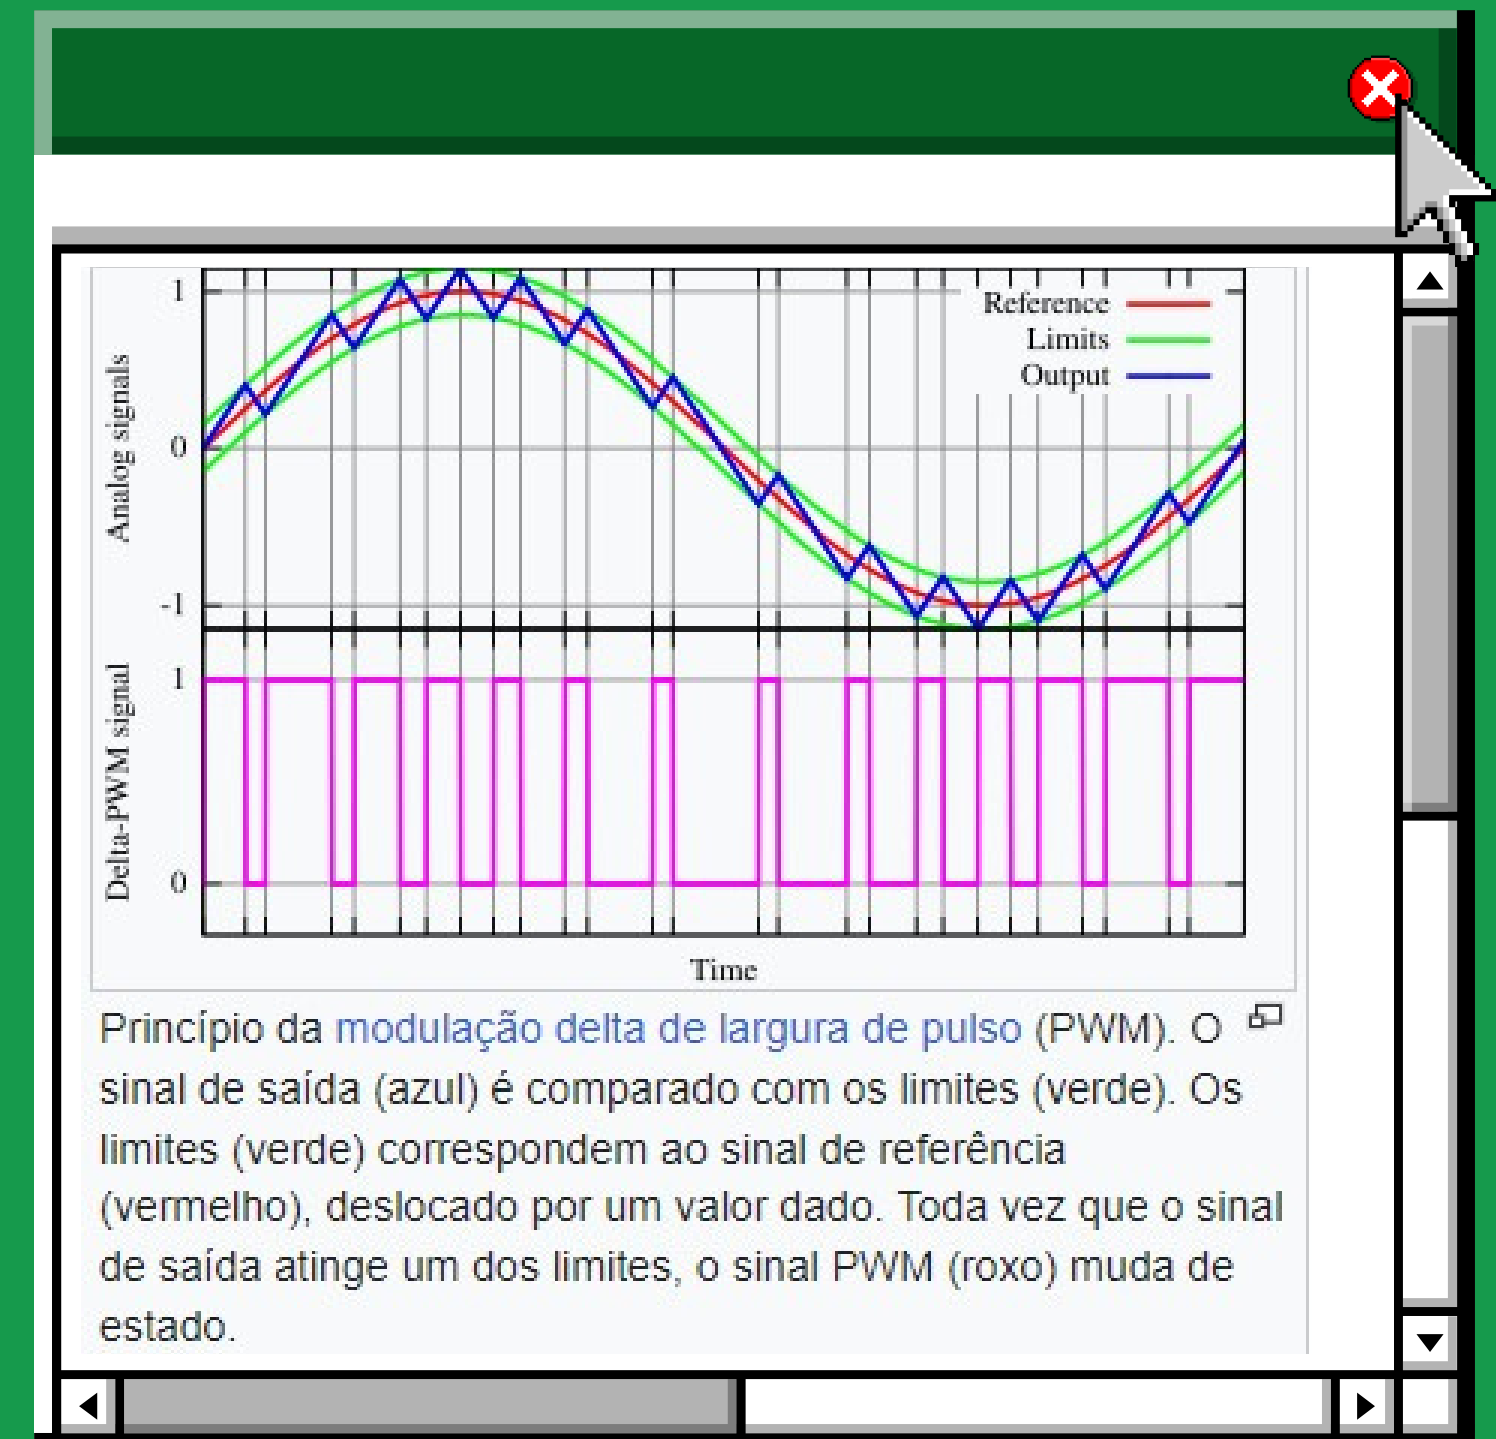 1
Reference
Limits
Output
Analog signals
0
-1
Delta-PWM signal
1
0
Time
Princípio da modulação delta de largura de pulso (PWM). O
sinal de saída (azul) é comparado com os limites (verde). Os
limites (verde) correspondem ao sinal de referência
(vermelho), deslocado por um valor dado. Toda vez que o sinal
de saída atinge um dos limites, o sinal PWM (roxo) muda de
estado.